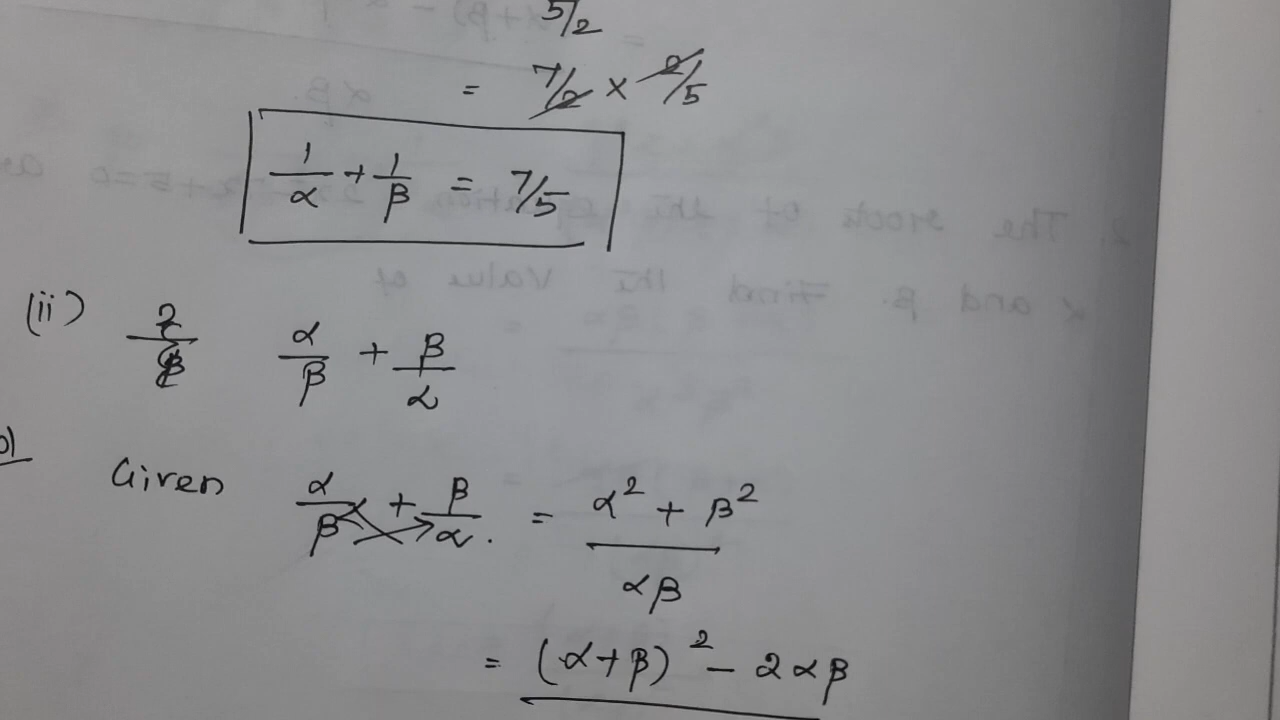 5/2
= 7/2 × 2/5
1/α + 1/β = 7/5
(ii) α/β + β/α
Given α/β + β/α . = α² + β² / αβ
= (α+β)² - 2αβ